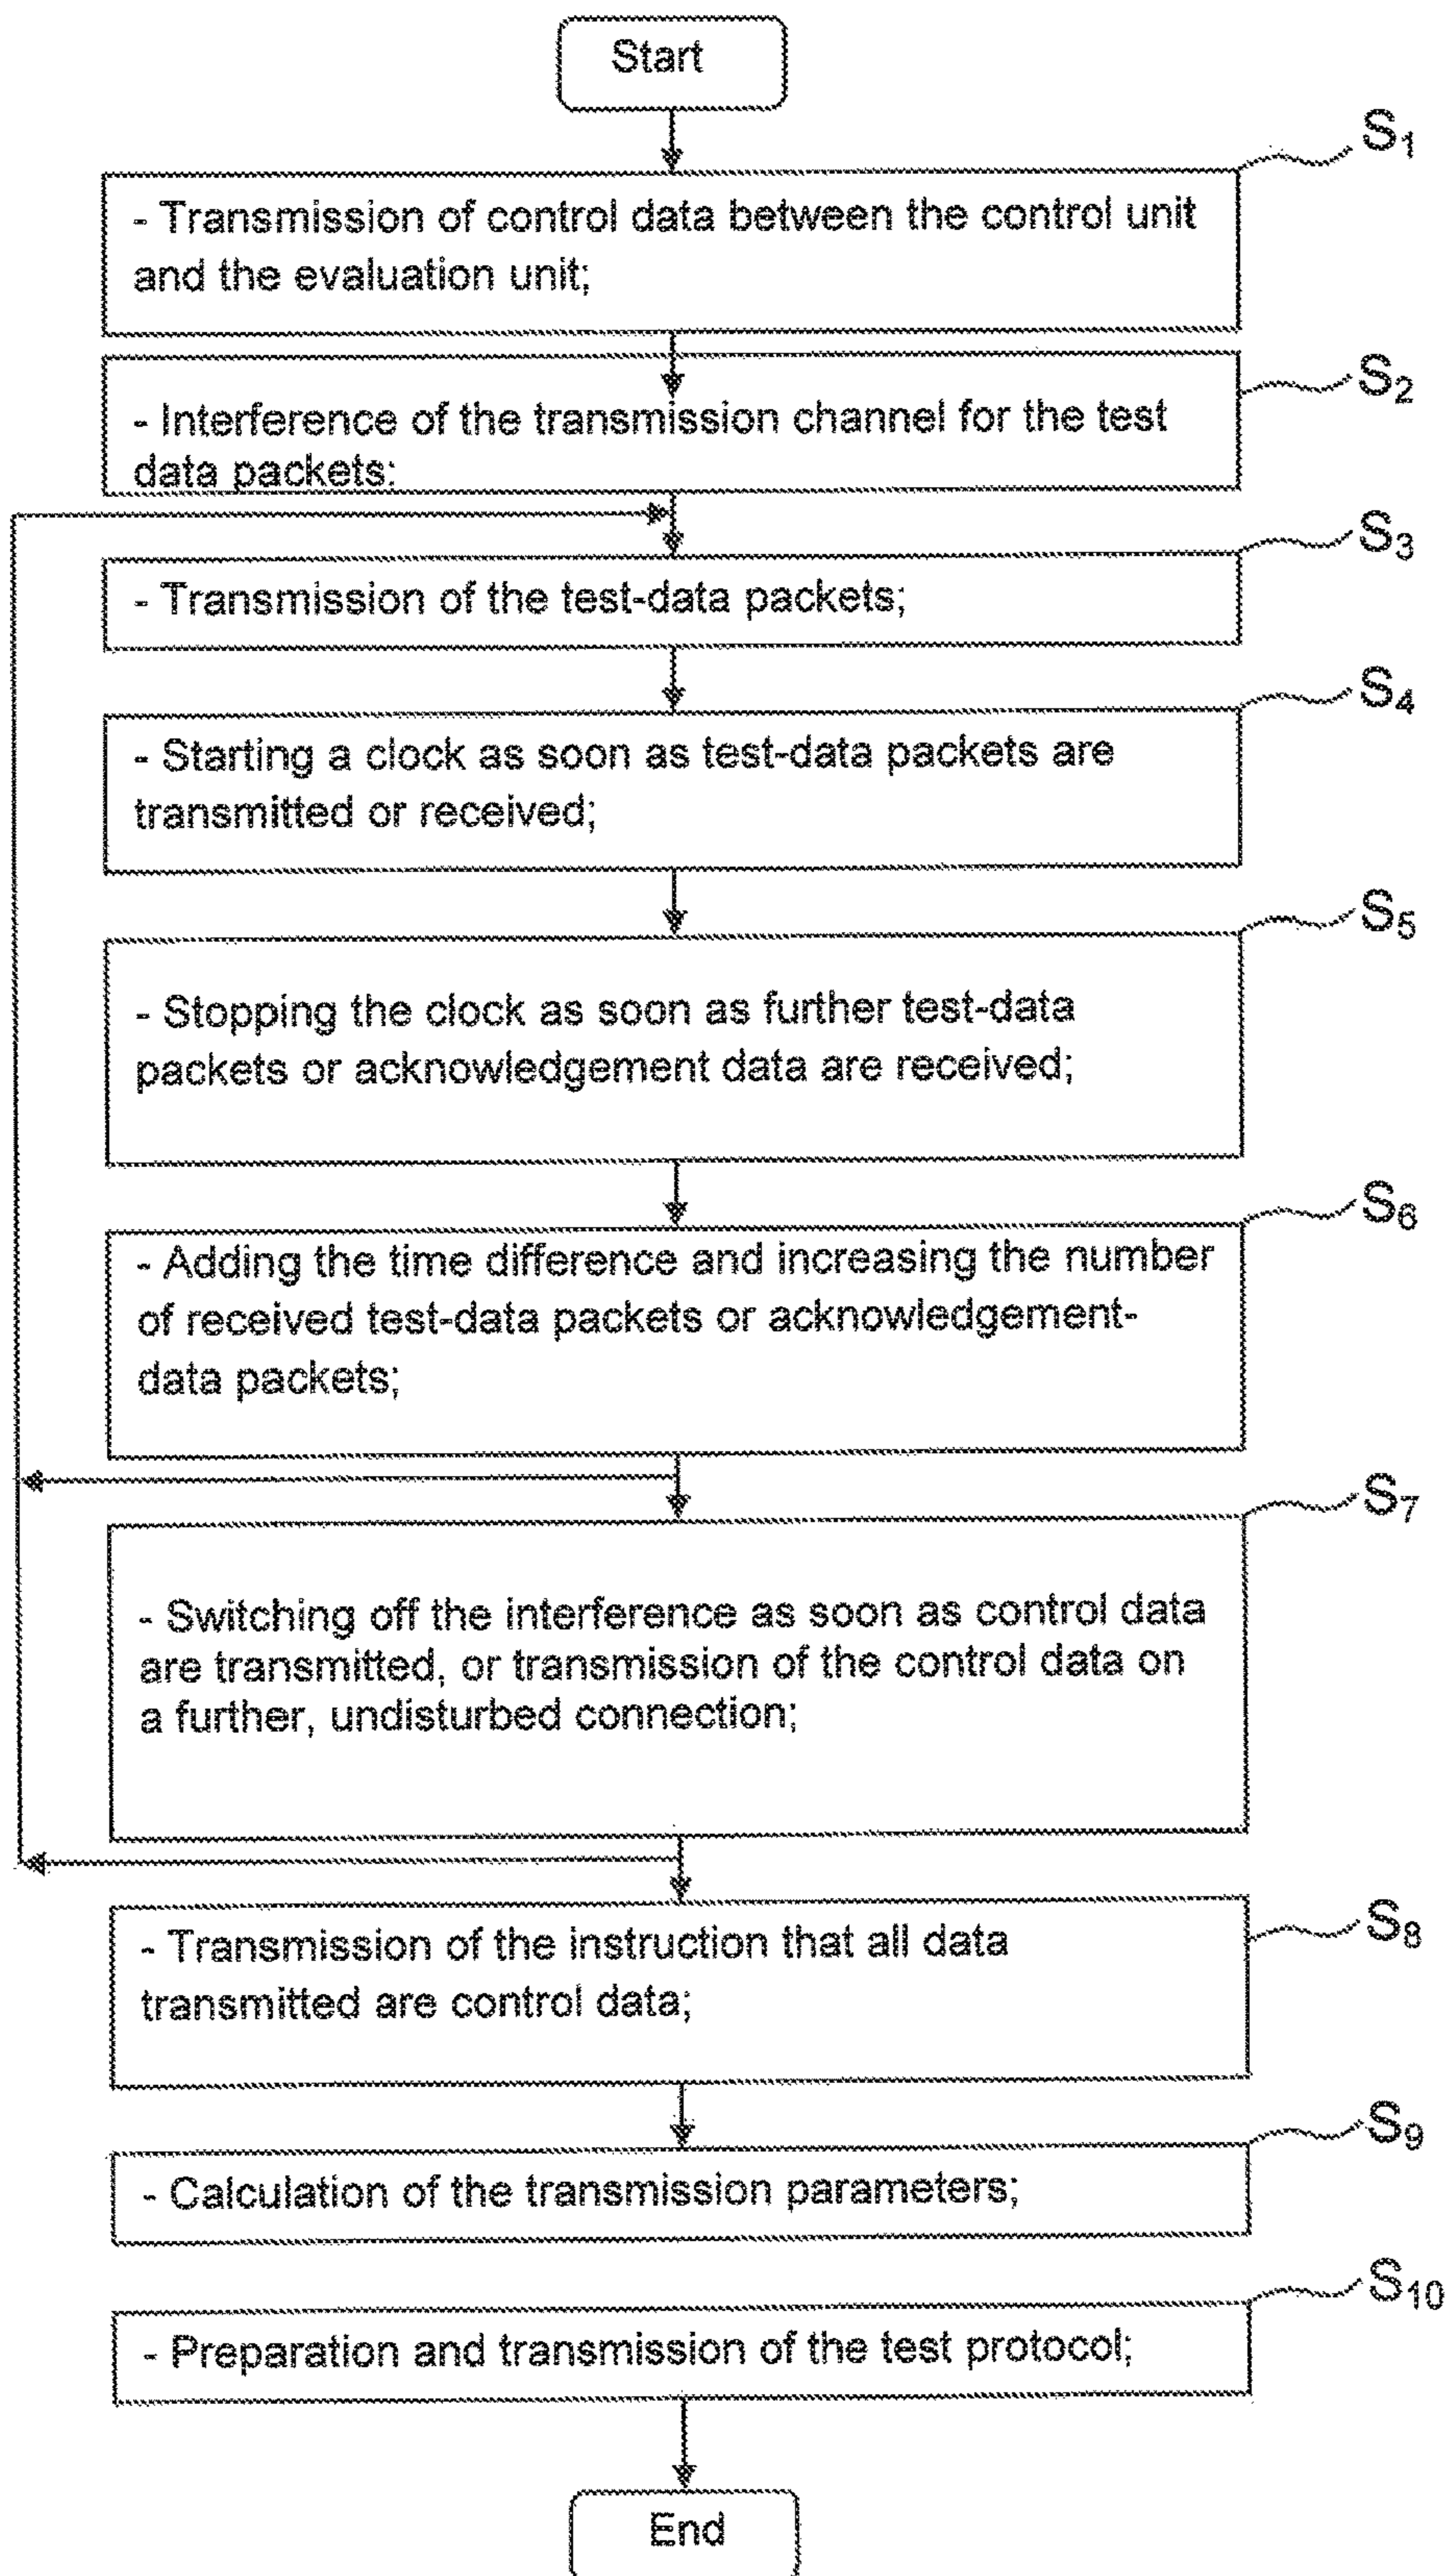 Start
S1
- Transmission of control data between the control unit
and the evaluation unit;
S2
- Interference of the transmission channel for the test
data packets:
S3
- Transmission of the test-data packets;
S4
- Starting a clock as soon as test-data packets are
transmitted or received;
S5
- Stopping the clock as soon as further test-data
packets or acknowledgement data are received;
S6
- Adding the time difference and increasing the number
of received test-data packets or acknowledgement-
data packets;
S7
- Switching off the interference as soon as control data
are transmitted, or transmission of the control data on
a further, undisturbed connection;
S8
- Transmission of the instruction that all data
transmitted are control data;
S9
- Calculation of the transmission parameters;
S10
- Preparation and transmission of the test protocol;
End